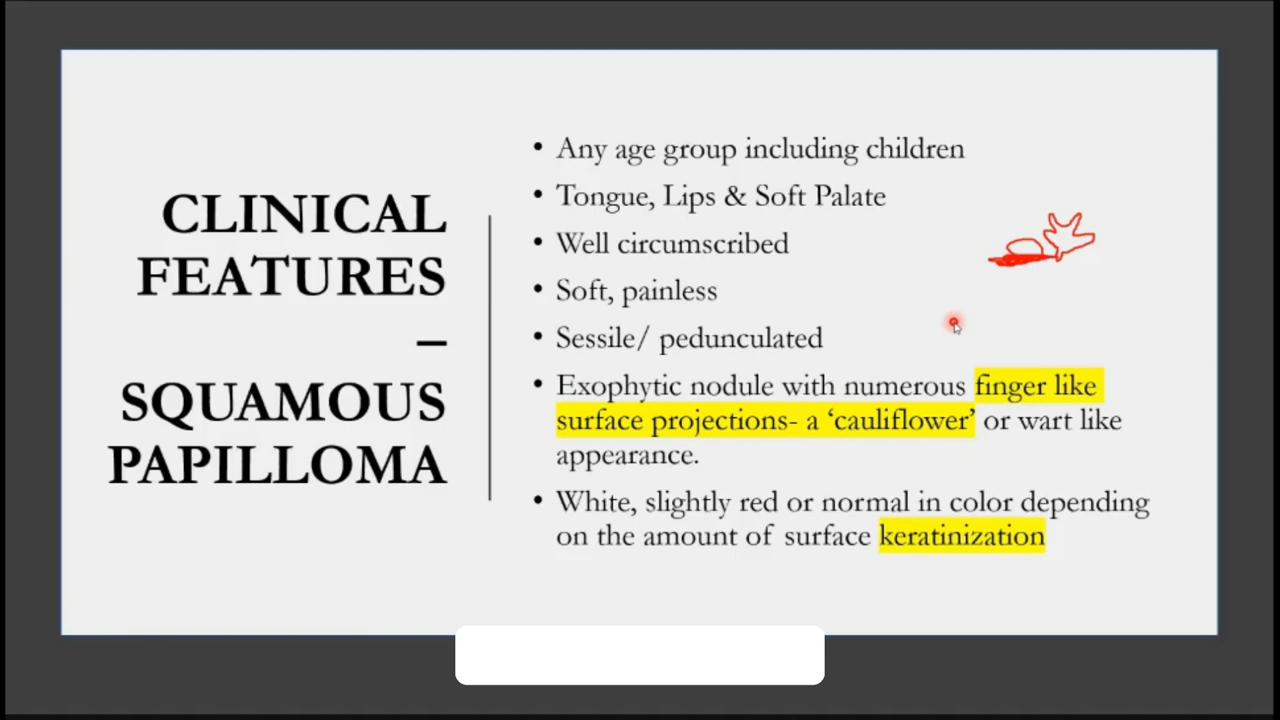 CLINICAL
FEATURES
–
SQUAMOUS
PAPILLOMA
• Any age group including children
• Tongue, Lips & Soft Palate
• Well circumscribed
• Soft, painless
• Sessile/ pedunculated
• Exophytic nodule with numerous finger like
surface projections- a ‘cauliflower’ or wart like
appearance.
• White, slightly red or normal in color depending
on the amount of surface keratinization